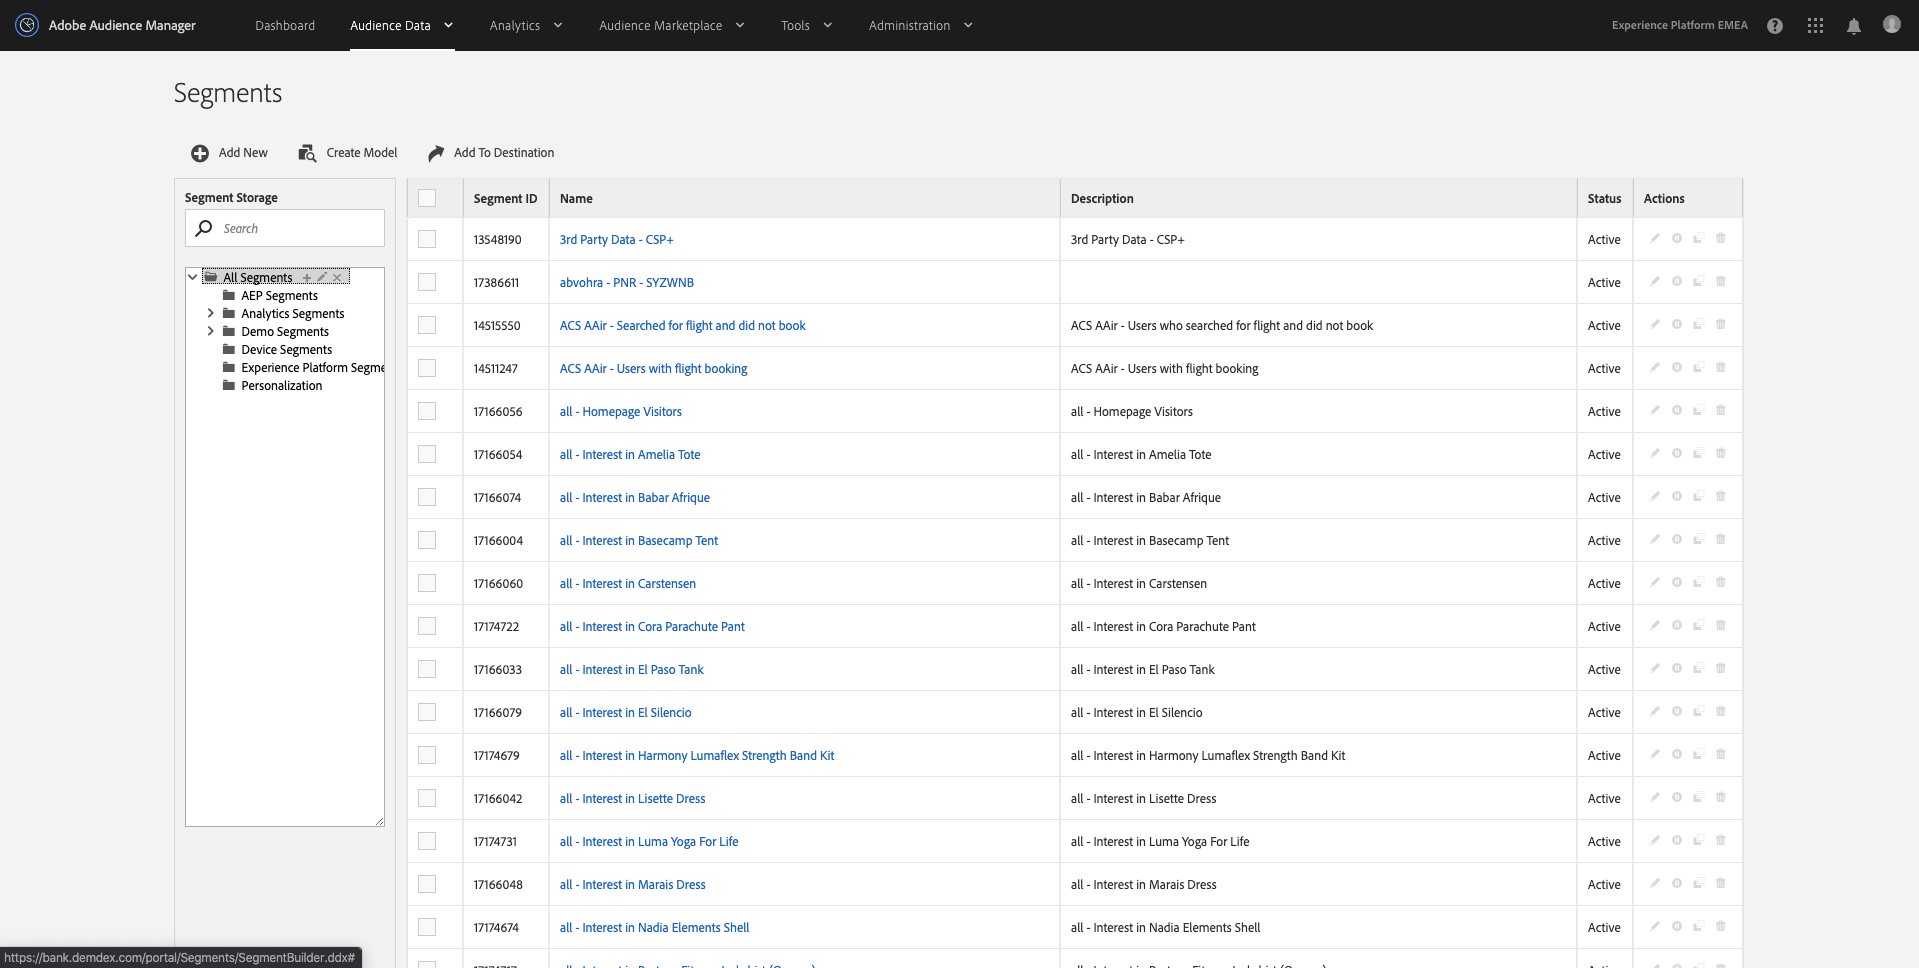 Adobe Audience Manager
Dashboard
Audience Data
Analytics
Audience Marketplace
Tools
Administration
Experience Platform EMEA
Segments
Add New
Create Model
Add To Destination
Segment Storage
Search
All Segments
AEP Segments
Analytics Segments
Demo Segments
Device Segments
Experience Platform Segme
Personalization
Segment ID Name Description Status Actions
13548190 3rd Party Data - CSP+ 3rd Party Data - CSP+ Active
17386611 abvohra - PNR - SYZWNB Active
14515550 ACS AAir - Searched for flight and did not book ACS AAir - Users who searched for flight and did not book Active
14511247 ACS AAir - Users with flight booking ACS AAir - Users with flight booking Active
17166056 all - Homepage Visitors all - Homepage Visitors Active
17166054 all - Interest in Amelia Tote all - Interest in Amelia Tote Active
17166074 all - Interest in Babar Afrique all - Interest in Babar Afrique Active
17166004 all - Interest in Basecamp Tent all - Interest in Basecamp Tent Active
17166060 all - Interest in Carstensen all - Interest in Carstensen Active
17174722 all - Interest in Cora Parachute Pant all - Interest in Cora Parachute Pant Active
17166033 all - Interest in El Paso Tank all - Interest in El Paso Tank Active
17166079 all - Interest in El Silencio all - Interest in El Silencio Active
17174679 all - Interest in Harmony Lumaflex Strength Band Kit all - Interest in Harmony Lumaflex Strength Band Kit Active
17166042 all - Interest in Lisette Dress all - Interest in Lisette Dress Active
17174731 all - Interest in Luma Yoga For Life all - Interest in Luma Yoga For Life Active
17166048 all - Interest in Marais Dress all - Interest in Marais Dress Active
17174674 all - Interest in Nadia Elements Shell all - Interest in Nadia Elements Shell Active
https://bank.demdex.com/portal/Segments/SegmentBuilder.ddx#